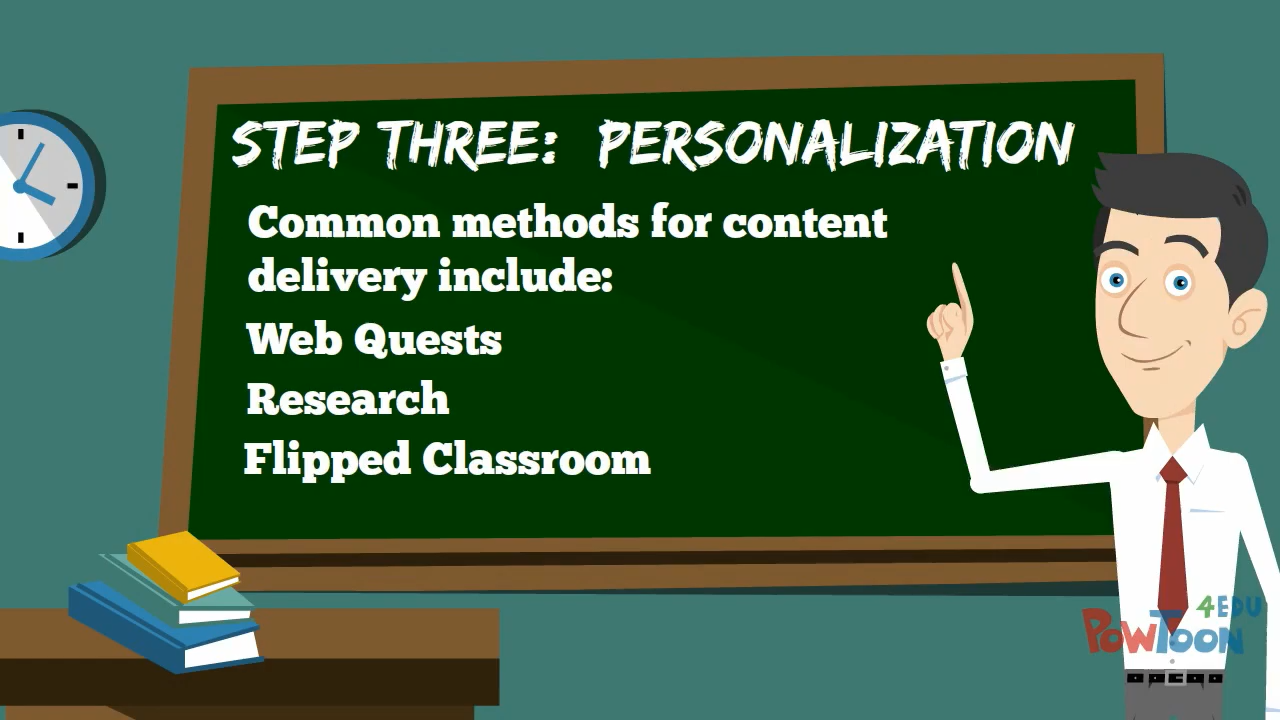 STEP THREE: PERSONALIZATION
Common methods for content
delivery include:
Web Quests
Research
Flipped Classroom
4EDU
POWTOON